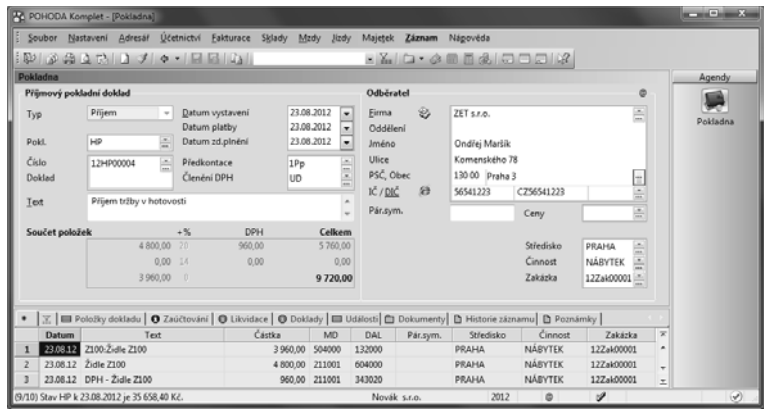 POHODA Komplet - [Pokladna]
Soubor Nastavení Adresář Účetnictví Fakturace Sklady Mzdy Jízdy Majetek Záznam Nápověda
Pokladna
Agendy
Pokladna
Příjmový pokladní doklad
Typ Příjem Datum vystavení 23.08.2012
Datum platby 23.08.2012
Pokl. HP Datum zd.plnění 23.08.2012
Číslo 12HP00004 Předkontace 1Pp
Doklad Členění DPH UD
Text Příjem tržby v hotovosti
Součet položek +% DPH Celkem
4 800,00 20 960,00 5 760,00
0,00 14 0,00 0,00
3 960,00 0 9 720,00
Odběratel
Firma ZET s.r.o.
Oddělení
Jméno Ondřej Maršík
Ulice Komenského 78
PSČ, Obec 130 00 Praha 3
IČ / DIČ 56541223 CZ56541223
Pár.sym. Ceny
Středisko PRAHA
Činnost NÁBYTEK
Zakázka 12Zak00001
Položky dokladu Zaúčtování Likvidace Doklady Události Dokumenty Historie záznamu Poznámky
Datum Text Částka MD DAL Pár.sym. Středisko Činnost Zakázka
1 23.08.12 Z100:Židle Z100 3 960,00 504000 132000 PRAHA NÁBYTEK 12Zak00001
2 23.08.12 Židle Z100 4 800,00 211001 604000 PRAHA NÁBYTEK 12Zak00001
3 23.08.12 DPH - Židle Z100 960,00 211001 343020 PRAHA NÁBYTEK 12Zak00001
(9/10) Stav HP k 23.08.2012 je 35 658,40 Kč. Novák s.r.o. 2012